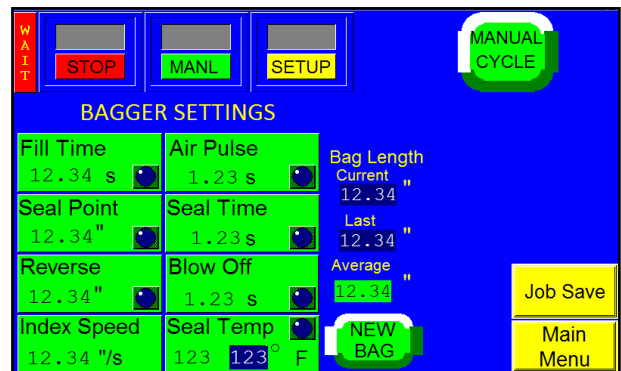 WAIT
STOP
MANL
SETUP
MANUAL
CYCLE
BAGGER SETTINGS
Fill Time
12.34 s
Air Pulse
1.23 s
Bag Length
Current
12.34 "
Seal Point
12.34"
Seal Time
1.23 s
Last
12.34 "
Reverse
12.34"
Blow Off
1.23 s
Average
12.34 "
Job Save
Index Speed
12.34 "/s
Seal Temp
123 123° F
NEW
BAG
Main
Menu